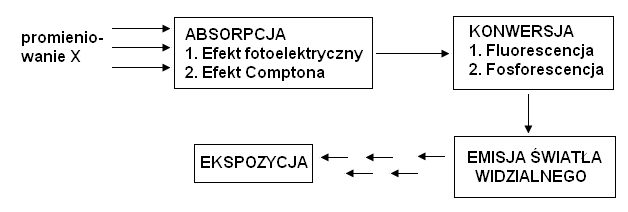 promienio-
wanie X
ABSORPCJA
1. Efekt fotoelektryczny
2. Efekt Comptona
KONWERSJA
1. Fluorescencja
2. Fosforescencja
EMISJA ŚWIATŁA
WIDZIALNEGO
EKSPOZYCJA